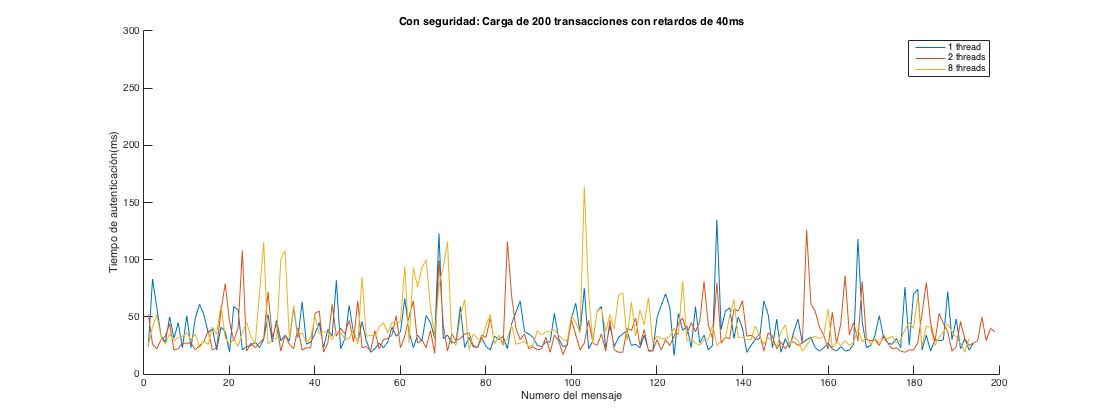 Con seguridad: Carga de 200 transacciones con retardos de 40ms
300
250
200
150
100
50
0
Tiempo de autenticación(ms)
1 thread
2 threads
8 threads
0 20 40 60 80 100 120 140 160 180 200
Numero del mensaje